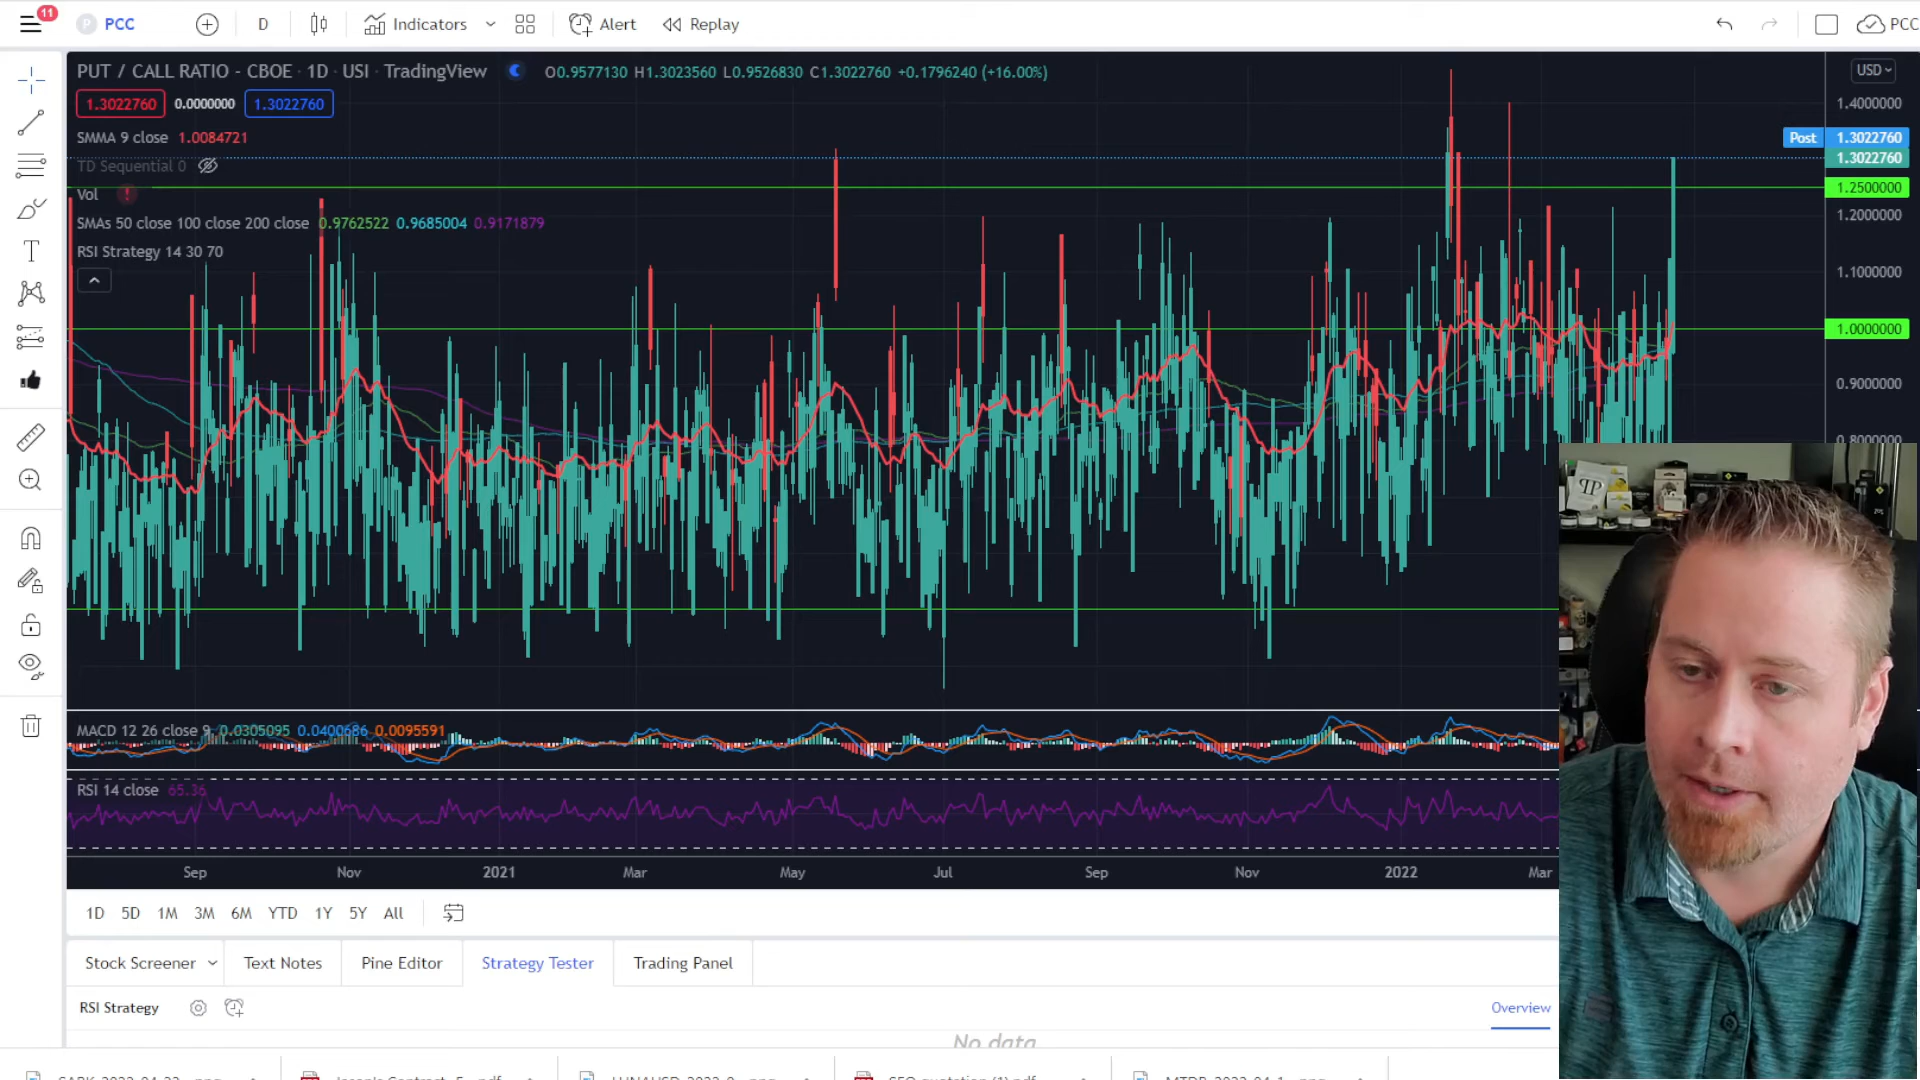 11
P PCC
D
Indicators
Alert
Replay
PCC
PUT / CALL RATIO - CBOE · 1D · USI · TradingView
O0.9577130 H1.3023560 L0.9526830 C1.3022760 +0.1796240 (+16.00%)
USD
1.3022760 0.0000000 1.3022760
SMMA 9 close 1.0084721
TD Sequential 0
Vol !
SMAs 50 close 100 close 200 close 0.9762522 0.9685004 0.9171879
RSI Strategy 14 30 70
1.4000000
Post 1.3022760
1.3022760
1.2500000
1.2000000
1.1000000
1.0000000
0.9000000
0.8000000
MACD 12 26 close 9 0.0305095 0.0400686 0.0095591
RSI 14 close 65.36
Sep Nov 2021 Mar May Jul Sep Nov 2022 Mar
1D 5D 1M 3M 6M YTD 1Y 5Y All
Stock Screener Text Notes Pine Editor Strategy Tester Trading Panel
RSI Strategy
Overview
No data